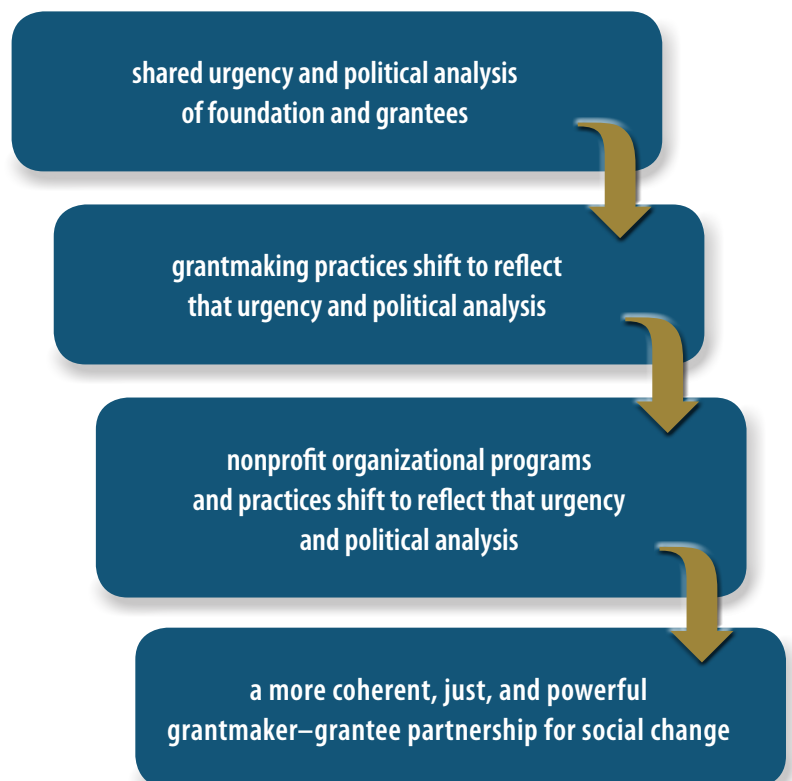 shared urgency and political analysis
of foundation and grantees
grantmaking practices shift to reflect
that urgency and political analysis
nonprofit organizational programs
and practices shift to reflect that urgency
and political analysis
a more coherent, just, and powerful
grantmaker–grantee partnership for social change